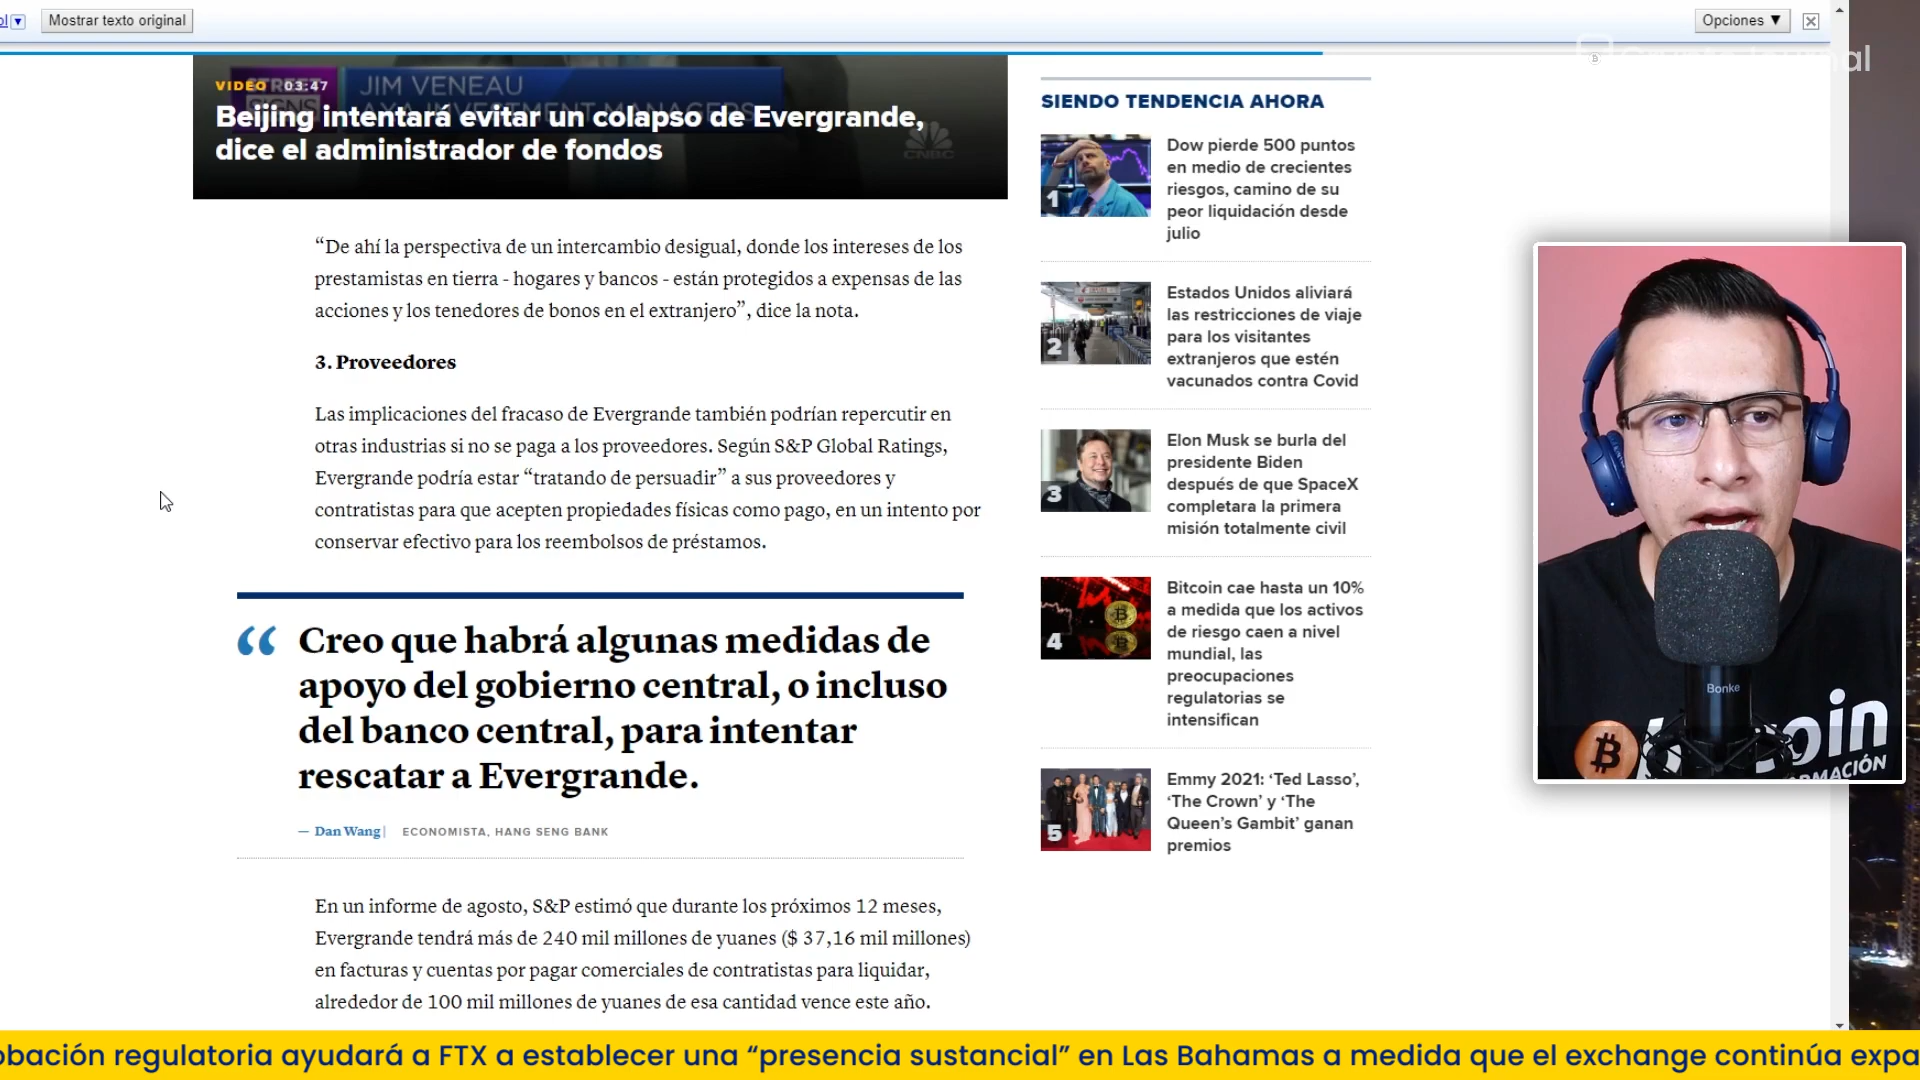 ol ▼ Mostrar texto original
Opciones ▼
Journal
JIM VENEAU
VIDEO 03:47
Beijing intentará evitar un colapso de Evergrande,
dice el administrador de fondos
CNBC
“De ahí la perspectiva de un intercambio desigual, donde los intereses de los
prestamistas en tierra - hogares y bancos - están protegidos a expensas de las
acciones y los tenedores de bonos en el extranjero”, dice la nota.
3. Proveedores
Las implicaciones del fracaso de Evergrande también podrían repercutir en
otras industrias si no se paga a los proveedores. Según S&P Global Ratings,
Evergrande podría estar “tratando de persuadir” a sus proveedores y
contratistas para que acepten propiedades físicas como pago, en un intento por
conservar efectivo para los reembolsos de préstamos.
“ Creo que habrá algunas medidas de
apoyo del gobierno central, o incluso
del banco central, para intentar
rescatar a Evergrande.
— Dan Wang | ECONOMISTA, HANG SENG BANK
En un informe de agosto, S&P estimó que durante los próximos 12 meses,
Evergrande tendrá más de 240 mil millones de yuanes ($ 37,16 mil millones)
en facturas y cuentas por pagar comerciales de contratistas para liquidar,
alrededor de 100 mil millones de yuanes de esa cantidad vence este año.
SIENDO TENDENCIA AHORA
1
Dow pierde 500 puntos
en medio de crecientes
riesgos, camino de su
peor liquidación desde
julio
2
Estados Unidos aliviará
las restricciones de viaje
para los visitantes
extranjeros que estén
vacunados contra Covid
3
Elon Musk se burla del
presidente Biden
después de que SpaceX
completara la primera
misión totalmente civil
4
Bitcoin cae hasta un 10%
a medida que los activos
de riesgo caen a nivel
mundial, las
preocupaciones
regulatorias se
intensifican
5
Emmy 2021: ‘Ted Lasso’,
‘The Crown’ y ‘The
Queen’s Gambit’ ganan
premios
Bonke
obación regulatoria ayudará a FTX a establecer una “presencia sustancial” en Las Bahamas a medida que el exchange continúa expa